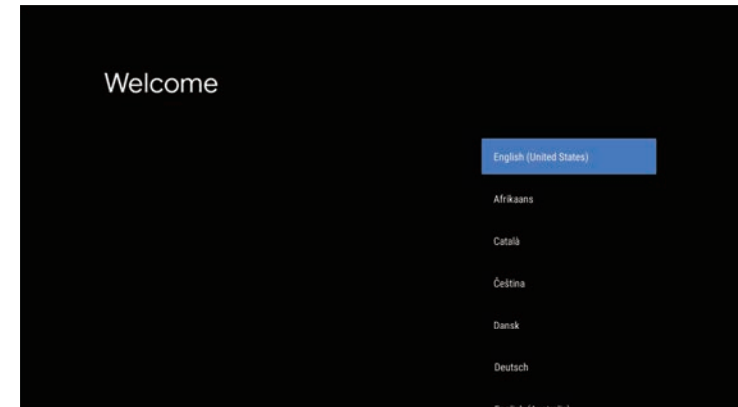 Welcome
English (United States)
Afrikaans
Català
Čeština
Dansk
Deutsch